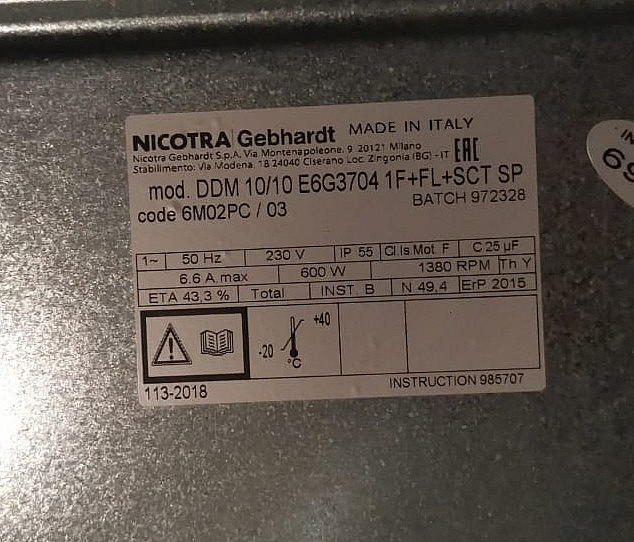 NICOTRA Gebhardt MADE IN ITALY
Nicotra Gebhardt S.p.A. Via Montenapoleone, 9 20121 Milano
Stabilimento: Via Modena, 18 24040 Ciserano Loc. Zingonia (BG) - IT EAC
mod. DDM 10/10 E6G3704 1F+FL+SCT SP
code 6M02PC / 03 BATCH 972328
1~ 50 Hz 230 V IP 55 Cl Is Mot. F C 25 µF
6.6 A max 600 W 1380 RPM Th Y
ETA 43,3 % Total INST. B N 49,4 ErP 2015
-20 +40
°C
113-2018 INSTRUCTION 985707
IN
69